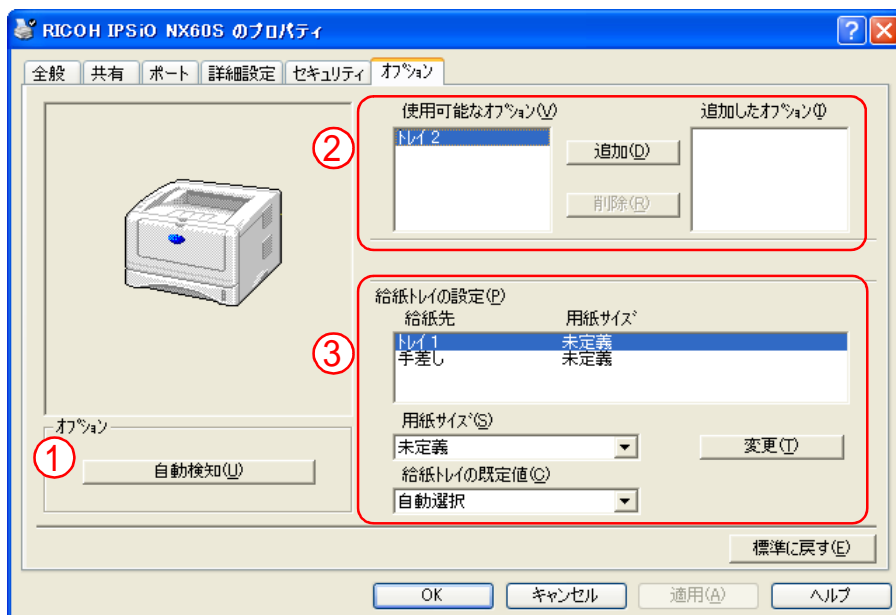 RICOH IPSiO NX60S のプロパティ
全般 共有 ポート 詳細設定 セキュリティ オプション
使用可能なオプション(V) 追加したオプション(I)
② トレイ 2 追加(D)
削除(R)
給紙トレイの設定(P)
給紙先 用紙サイズ
③ トレイ 1 未定義
手差し 未定義
用紙サイズ(S)
未定義 変更(T)
給紙トレイの既定値(C)
自動選択
オプション
① 自動検知(U)
標準に戻す(E)
OK キャンセル 適用(A) ヘルプ